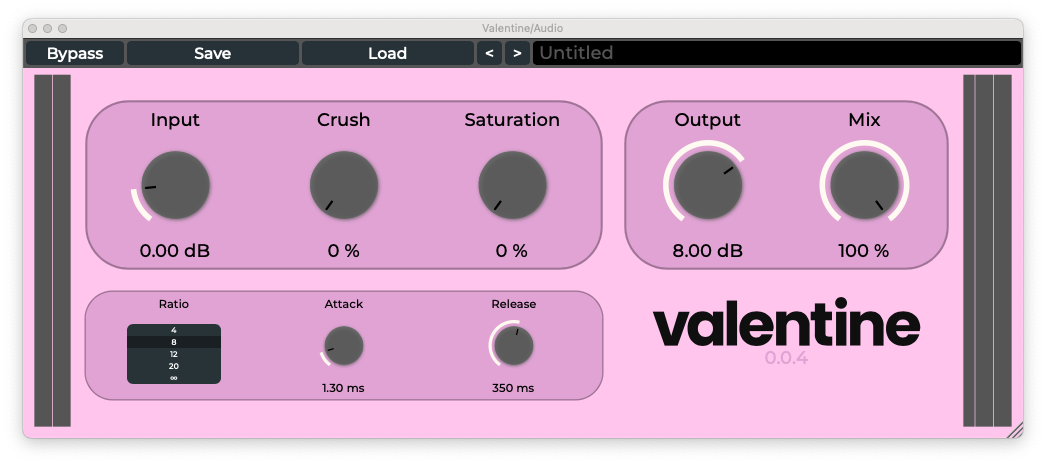 Valentine/Audio
Bypass Save Load < > Untitled
Input Crush Saturation Output Mix
0.00 dB 0 % 0 % 8.00 dB 100 %
Ratio Attack Release
4
8
12
20
∞
1.30 ms 350 ms
valentine
0.0.4